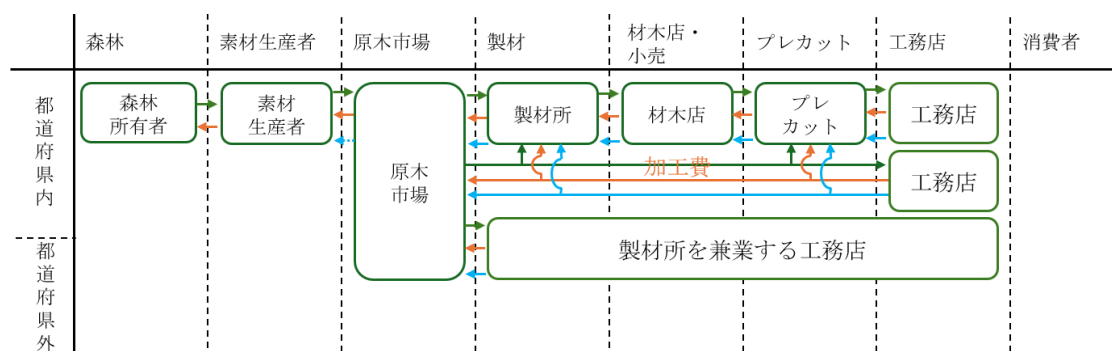 森林
素材生産者
原木市場
製材
材木店・
小売
プレカット
工務店
消費者
都道府県内
森林
所有者
素材
生産者
原木
市場
製材所
材木店
プレ
カット
工務店
加工費
工務店
製材所を兼業する工務店
都道府県外